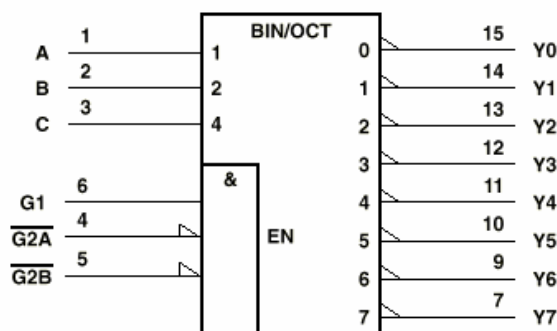 BIN/OCT
A 1 1 0 15 Y0
B 2 2 1 14 Y1
C 3 4 2 13 Y2
3 12 Y3
&
G1 6 4 11 Y4
G2A 4 EN 5 10 Y5
G2B 5 6 9 Y6
7 7 Y7